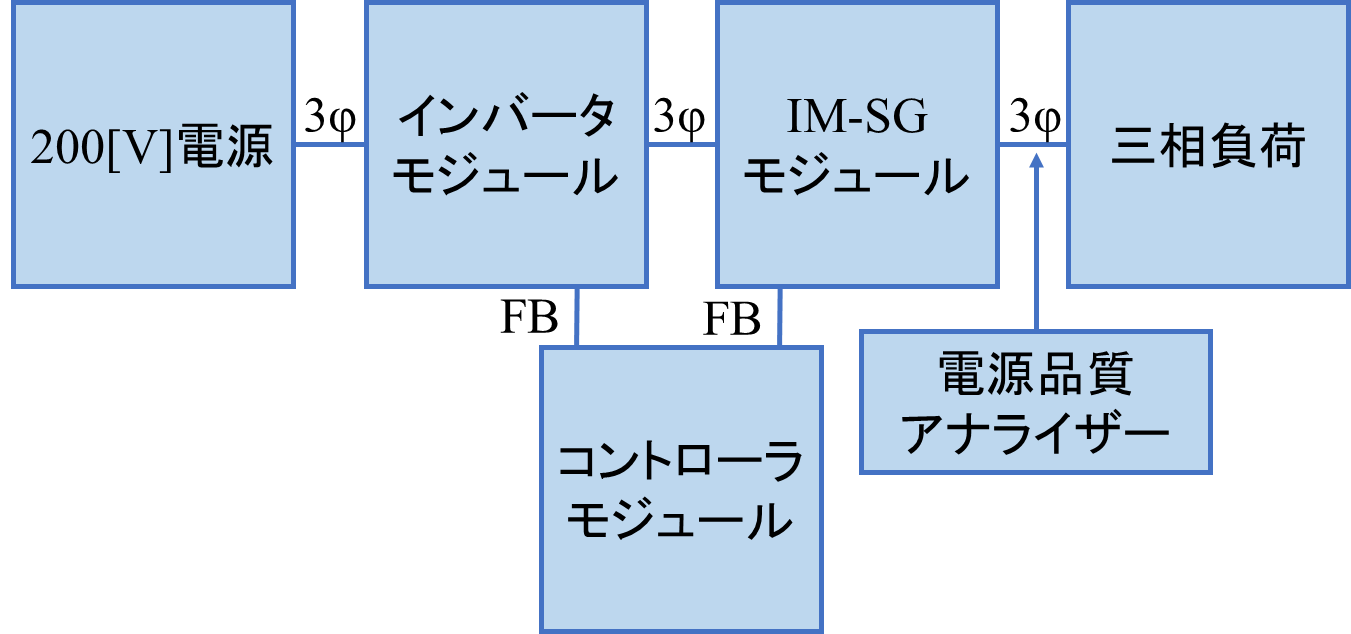 200[V]電源
3φ
インバータ
モジュール
3φ
IM-SG
モジュール
3φ
三相負荷
FB
FB
コントローラ
モジュール
電源品質
アナライザー